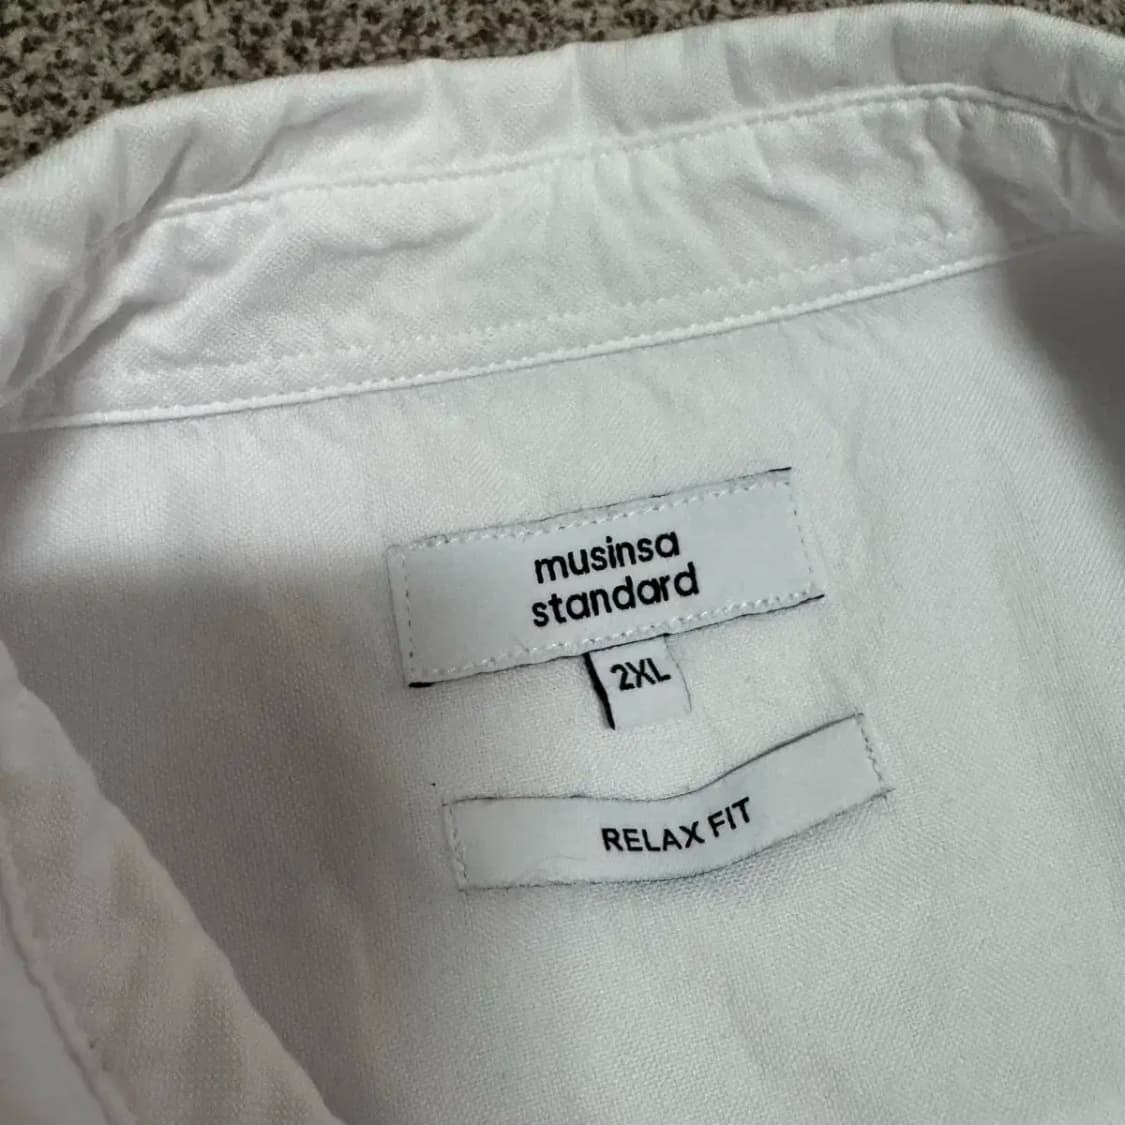 musinsa
standard
2XL
RELAX FIT